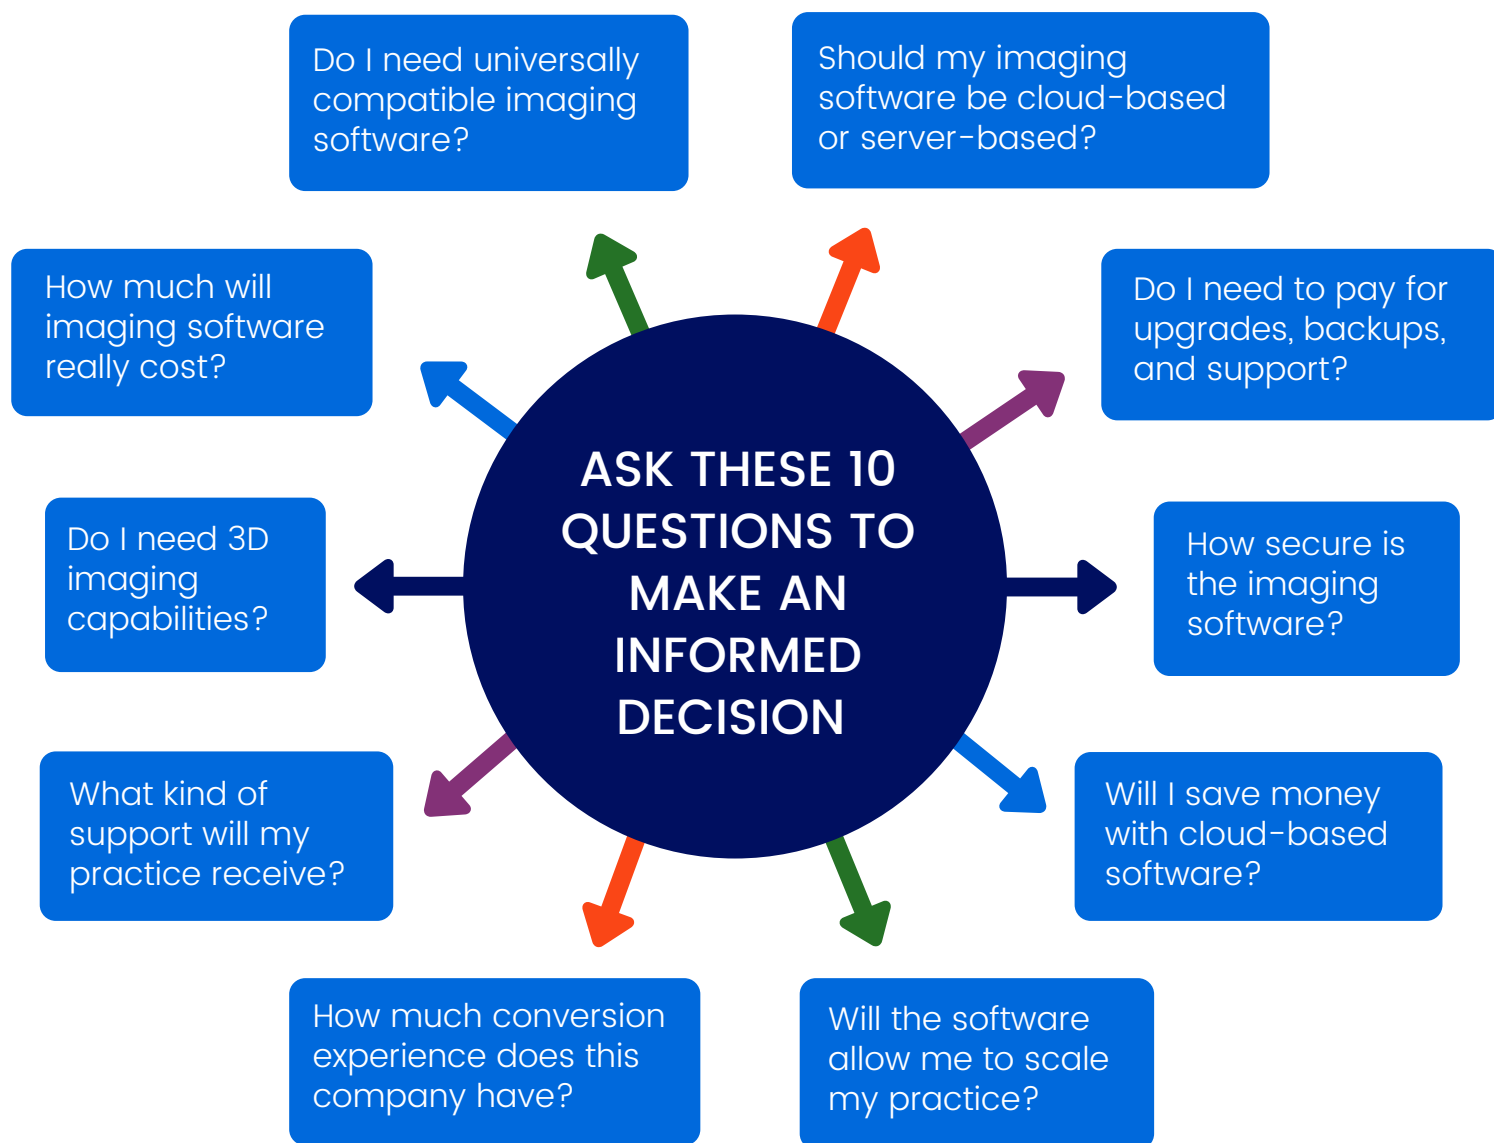 Do I need universally
compatible imaging
software?
Should my imaging
software be cloud-based
or server-based?
How much will
imaging software
really cost?
Do I need to pay for
upgrades, backups,
and support?
ASK THESE 10
QUESTIONS TO
MAKE AN
INFORMED
DECISION
Do I need 3D
imaging
capabilities?
How secure is
the imaging
software?
What kind of
support will my
practice receive?
Will I save money
with cloud-based
software?
How much conversion
experience does this
company have?
Will the software
allow me to scale
my practice?